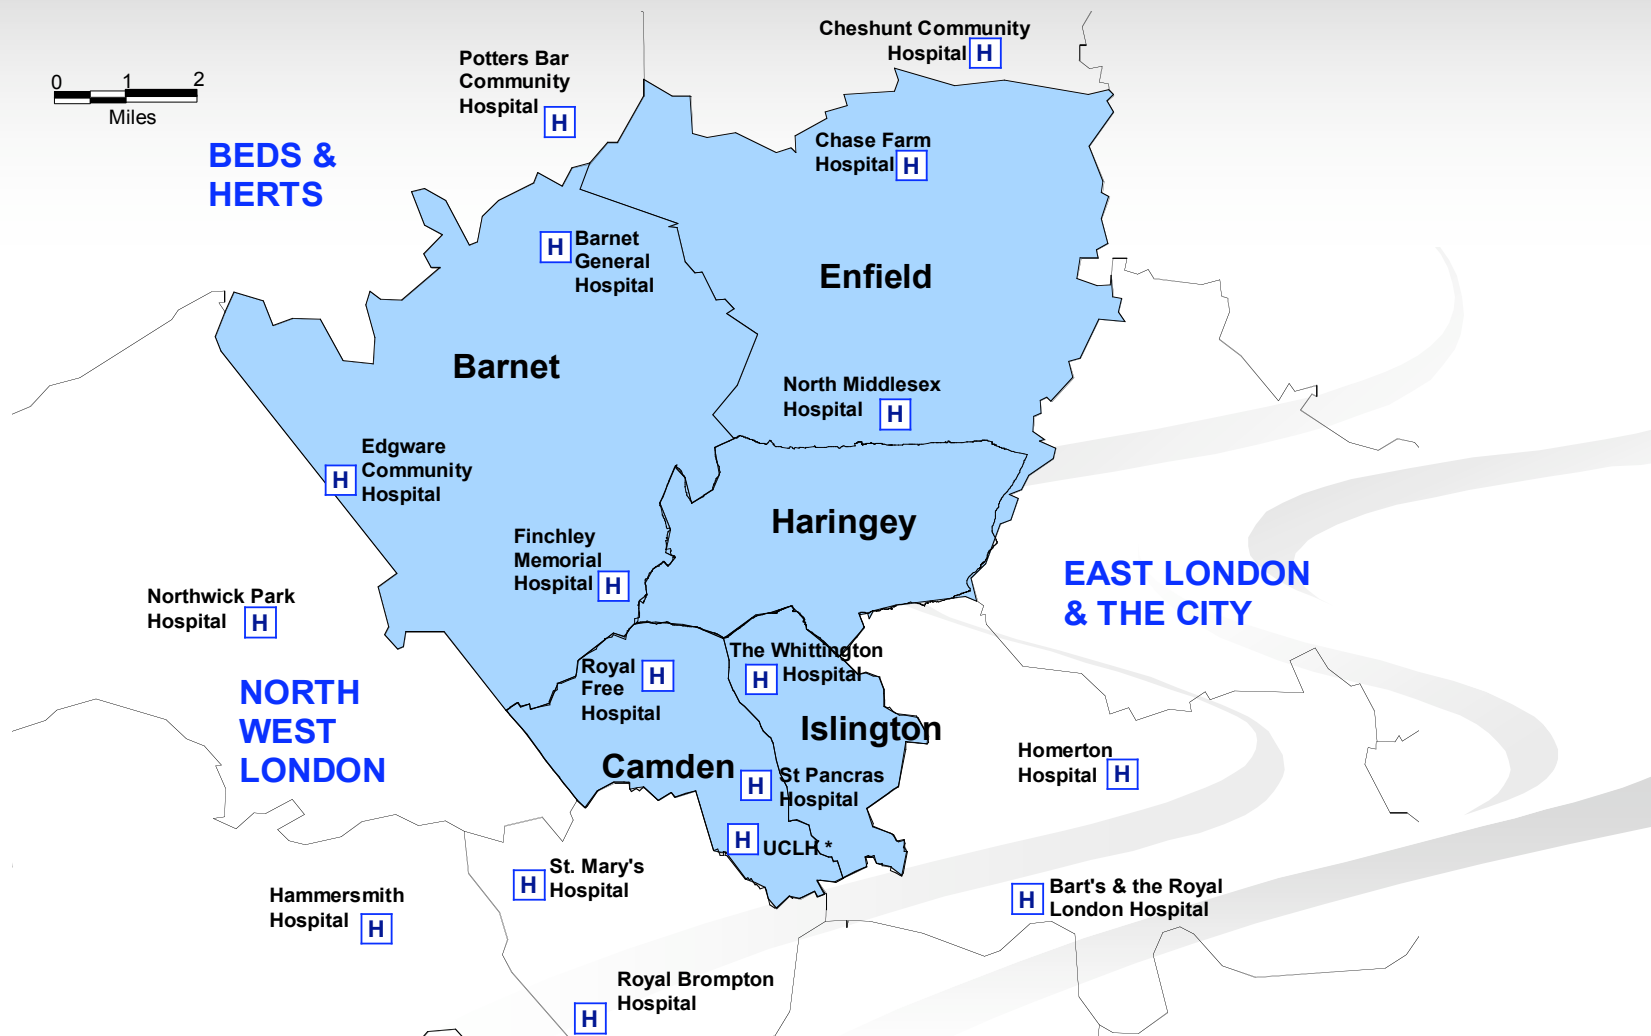 Cheshunt Community
Hospital H
Potters Bar
Community
Hospital H
0 1 2
Miles
BEDS &
HERTS
Chase Farm
Hospital H
H Barnet
General
Hospital
Enfield
Barnet
North Middlesex
Hospital H
Edgware
H Community
Hospital
Haringey
Finchley
Memorial
Hospital H
EAST LONDON
& THE CITY
Northwick Park
Hospital H
The Whittington
H Hospital
Royal H
Free
Hospital
NORTH
WEST
LONDON
Islington
Camden
Homerton
Hospital H
H St Pancras
Hospital
H UCLH *
H St. Mary's
Hospital
Hammersmith
Hospital H
H Bart's & the Royal
London Hospital
Royal Brompton
Hospital
H